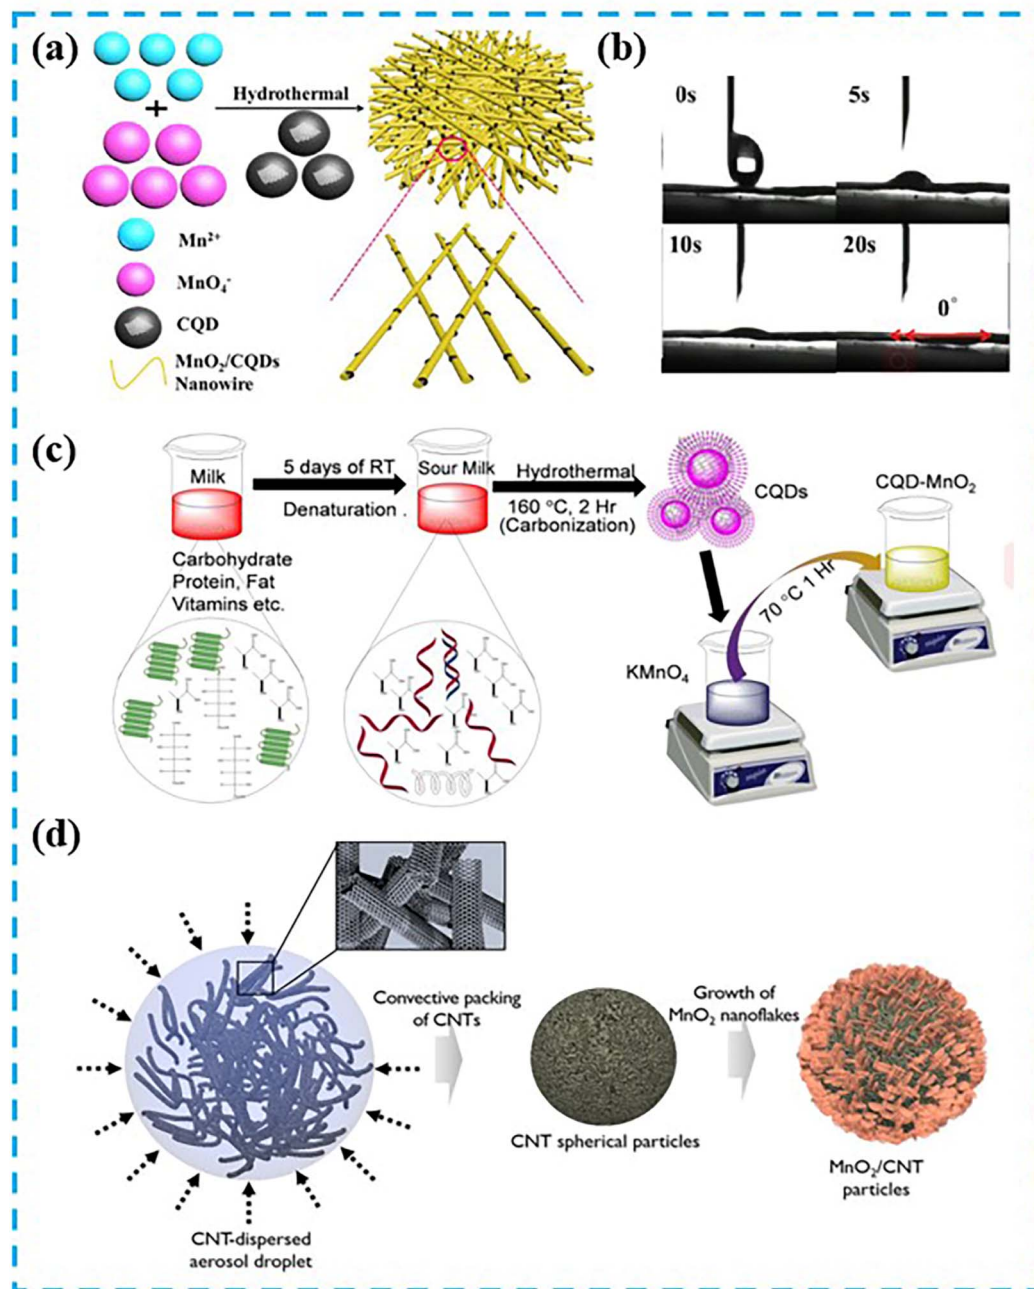 (a)
Hydrothermal
Mn²⁺
MnO₄⁻
CQD
MnO₂/CQDs
Nanowire
(b)
0s
5s
10s
20s
0°
(c)
Milk
5 days of RT
Denaturation .
Sour Milk
Hydrothermal
160 °C, 2 Hr
(Carbonization)
CQDs
CQD-MnO₂
Carbohydrate
Protein, Fat
Vitamins etc.
70 °C 1 Hr
KMnO₄
(d)
Convective packing
of CNTs
Growth of
MnO₂ nanoflakes
CNT spherical particles
MnO₂/CNT
particles
CNT-dispersed
aerosol droplet